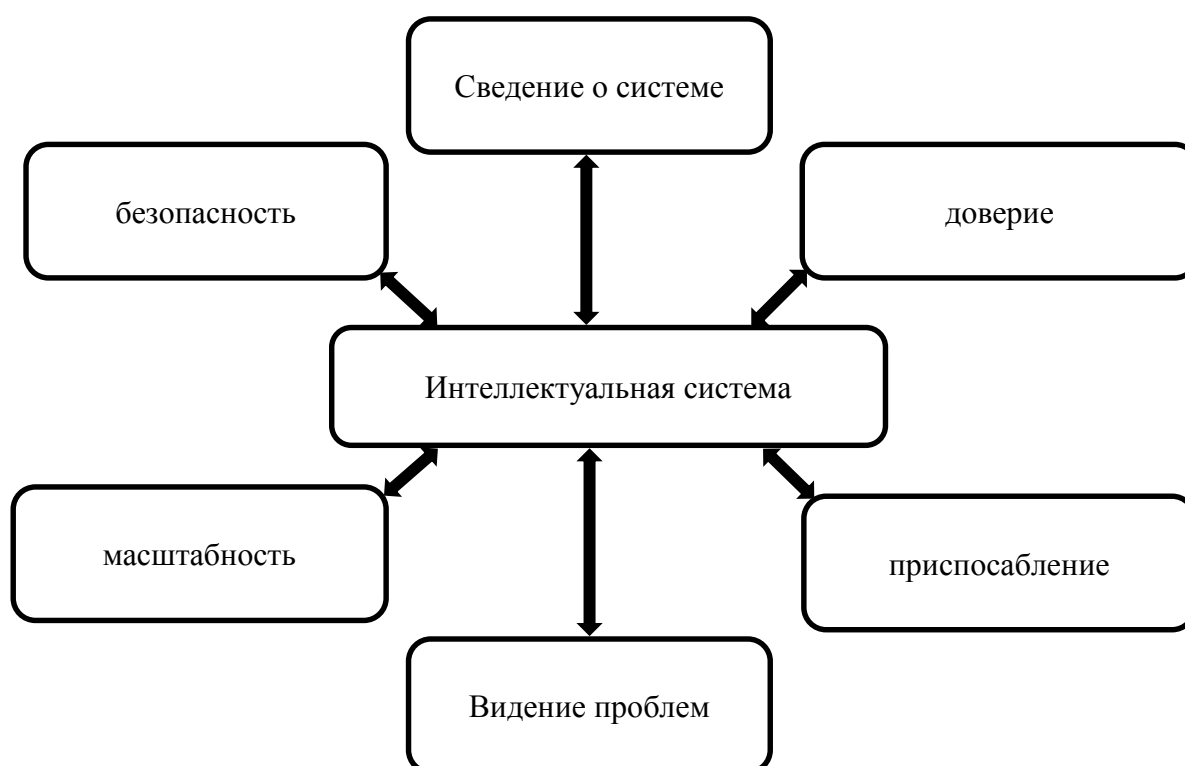 Сведение о системе
безопасность
доверие
Интеллектуальная система
масштабность
приспосабление
Видение проблем